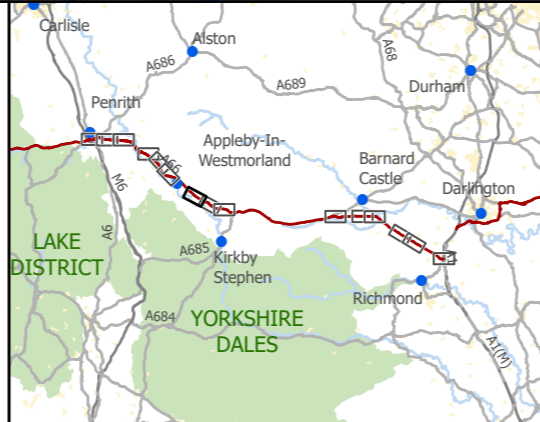 Carlisle
Alston
A686
A68
A689
Durham
Penrith
Appleby-In-
Westmorland
A66
Barnard
Castle
Darlington
M6
A6
LAKE
DISTRICT
A685
Kirkby
Stephen
Richmond
A684
YORKSHIRE
DALES
A1(M)